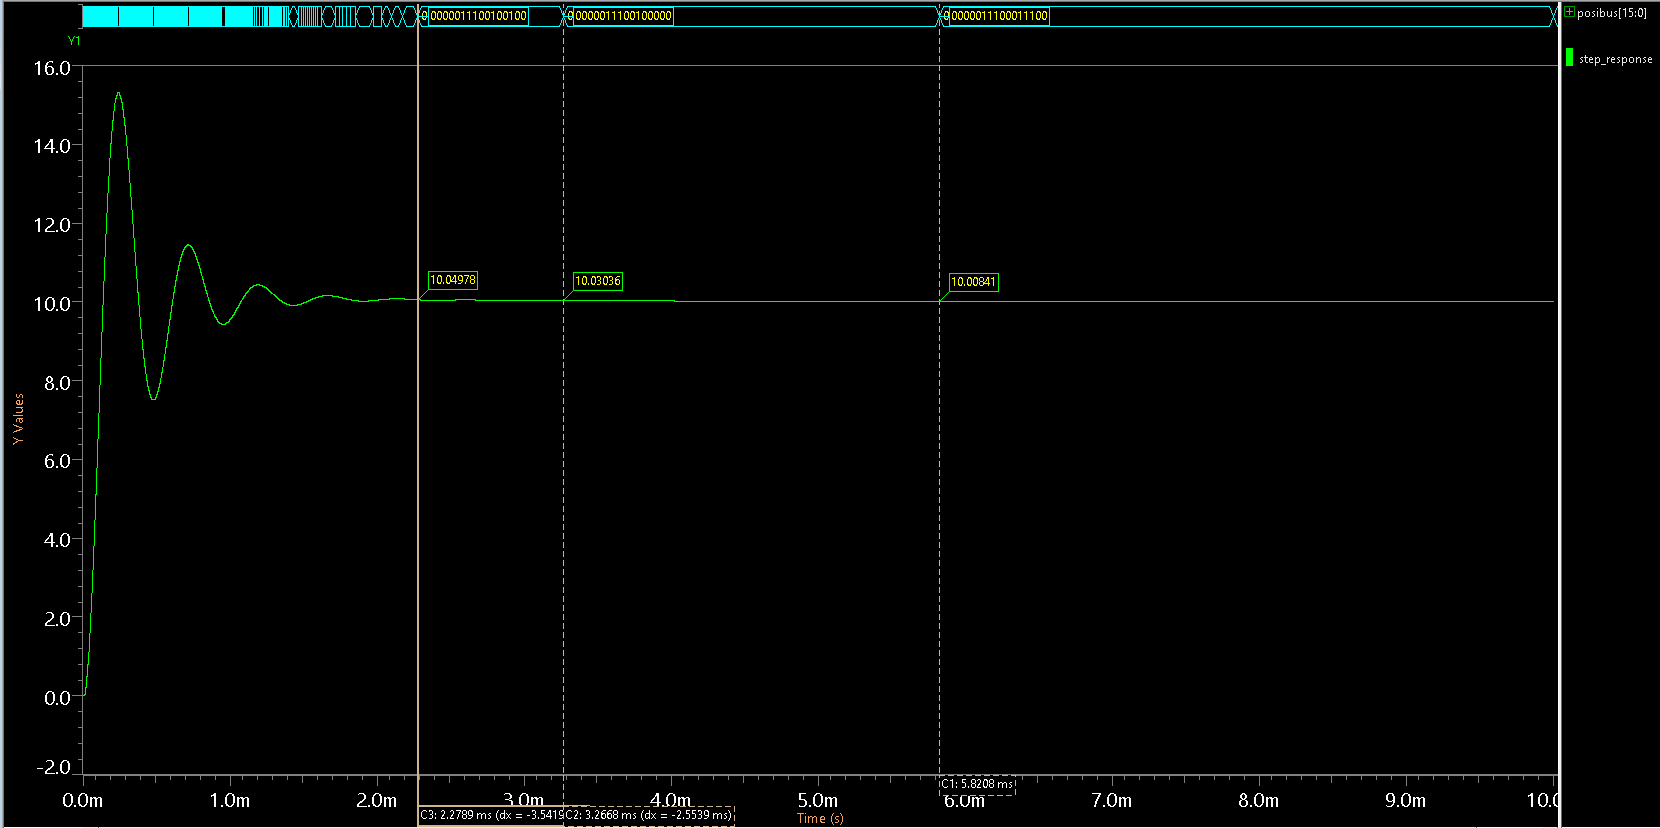 0 0000011100100100 0 0000011100100000 0 0000011100011100
posibus[15:0]
Y1
step_response
16.0
14.0
12.0
10.04978 10.03036 10.00841
10.0
8.0
Y Values
6.0
4.0
2.0
0.0
-2.0
C1: 5.8208 ms
0.0m 1.0m 2.0m 3.0m 4.0m 5.0m 6.0m 7.0m 8.0m 9.0m 10.0
C3: 2.2789 ms (dx = -3.5419 C2: 3.2668 ms (dx = -2.5539 ms)
Time (s)